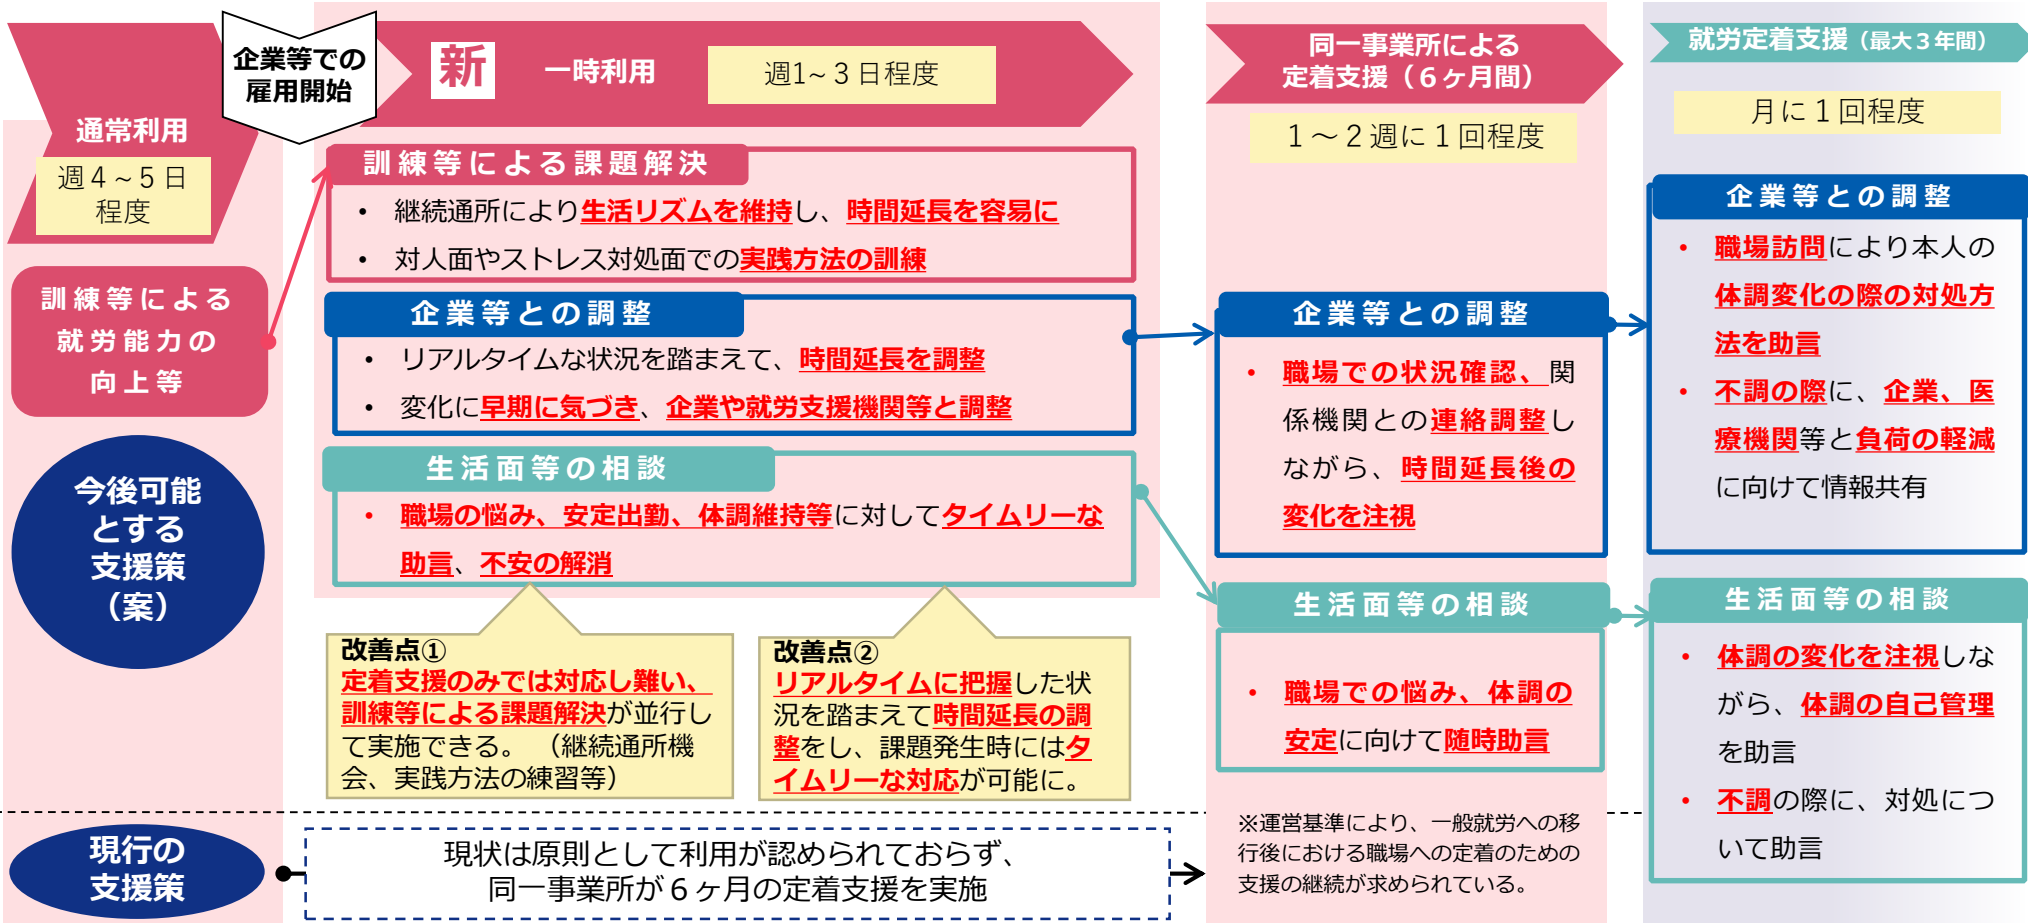 通常利用
週４～５日
程度
企業等での
雇用開始
新
一時利用
週1～３日程度
同一事業所による
定着支援（６ヶ月間）
１～２週に１回程度
就労定着支援（最大３年間）
月に１回程度
訓練等による
就労能力の
向上等
訓練等による課題解決
• 継続通所により生活リズムを維持し、時間延長を容易に
• 対人面やストレス対処面での実践方法の訓練
企業等との調整
• リアルタイムな状況を踏まえて、時間延長を調整
• 変化に早期に気づき、企業や就労支援機関等と調整
生活面等の相談
• 職場の悩み、安定出勤、体調維持等に対してタイムリーな
助言、不安の解消
企業等との調整
• 職場での状況確認、関
係機関との連絡調整し
ながら、時間延長後の
変化を注視
生活面等の相談
• 職場での悩み、体調の
安定に向けて随時助言
企業等との調整
• 職場訪問により本人の
体調変化の際の対処方
法を助言
• 不調の際に、企業、医
療機関等と負荷の軽減
に向けて情報共有
生活面等の相談
• 体調の変化を注視しな
がら、体調の自己管理
を助言
• 不調の際に、対処につ
いて助言
今後可能
とする
支援策
（案）
改善点①
定着支援のみでは対応し難い、
訓練等による課題解決が並行し
て実施できる。（継続通所機
会、実践方法の練習等）
改善点②
リアルタイムに把握した状
況を踏まえて時間延長の調
整をし、課題発生時にはタ
イムリーな対応が可能に。
現行の
支援策
現状は原則として利用が認められておらず、
同一事業所が６ヶ月の定着支援を実施
※運営基準により、一般就労への移
行後における職場への定着のための
支援の継続が求められている。